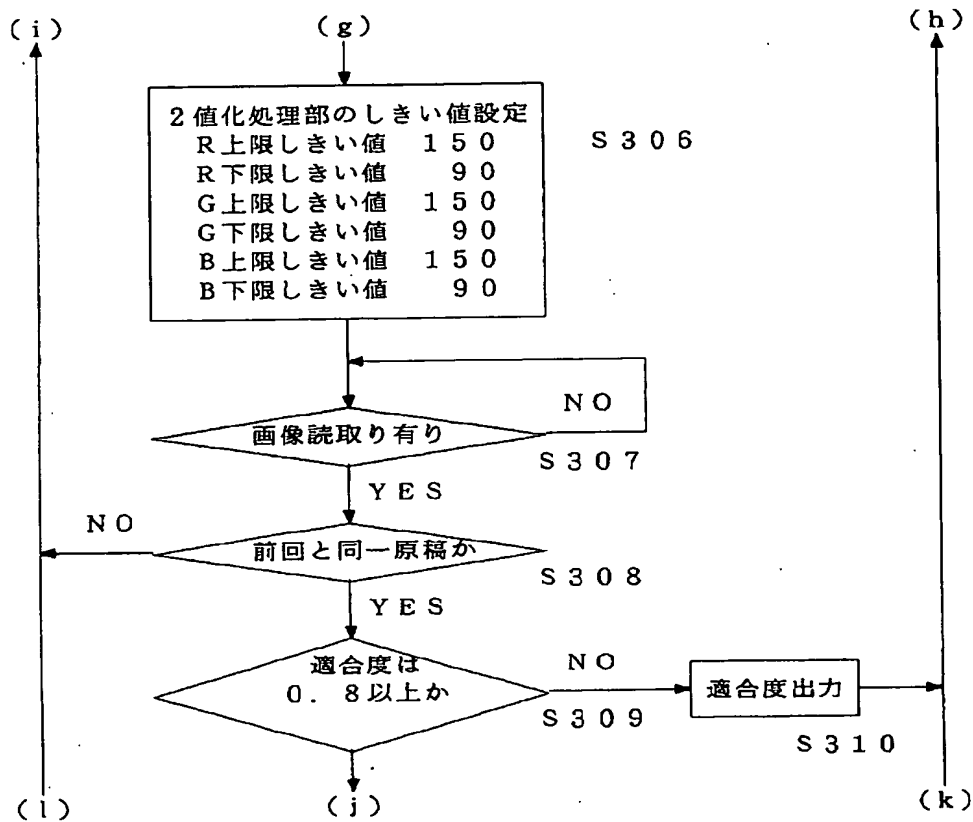 (i)
(g)
(h)
2値化処理部のしきい値設定
R上限しきい値 150
R下限しきい値 90
G上限しきい値 150
G下限しきい値 90
B上限しきい値 150
B下限しきい値 90
S306
NO
画像読取り有り
S307
YES
NO
前回と同一原稿か
S308
YES
適合度は
0.8以上か
NO
S309
適合度出力
S310
(l)
(j)
(k)